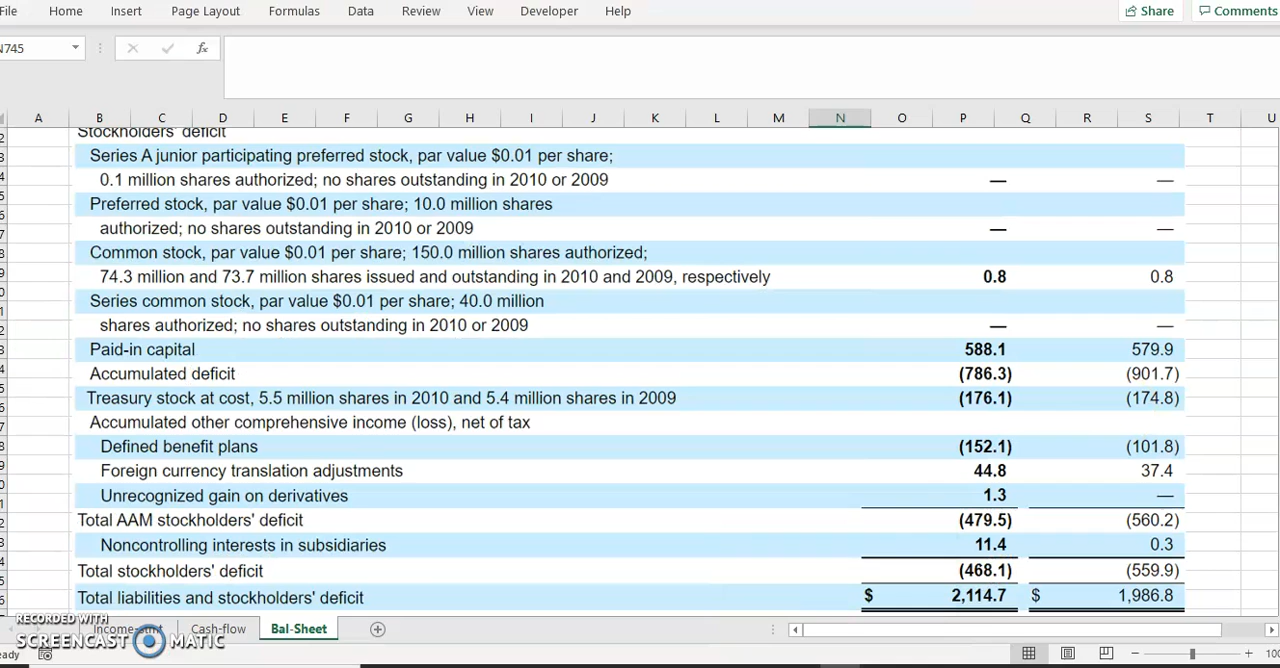 File Home Insert Page Layout Formulas Data Review View Developer Help Share Comments
N745 fx
A B C D E F G H I J K L M N O P Q R S T U
Stockholders' deficit
Series A junior participating preferred stock, par value $0.01 per share;
0.1 million shares authorized; no shares outstanding in 2010 or 2009 — —
Preferred stock, par value $0.01 per share; 10.0 million shares
authorized; no shares outstanding in 2010 or 2009 — —
Common stock, par value $0.01 per share; 150.0 million shares authorized;
74.3 million and 73.7 million shares issued and outstanding in 2010 and 2009, respectively 0.8 0.8
Series common stock, par value $0.01 per share; 40.0 million
shares authorized; no shares outstanding in 2010 or 2009 — —
Paid-in capital 588.1 579.9
Accumulated deficit (786.3) (901.7)
Treasury stock at cost, 5.5 million shares in 2010 and 5.4 million shares in 2009 (176.1) (174.8)
Accumulated other comprehensive income (loss), net of tax
Defined benefit plans (152.1) (101.8)
Foreign currency translation adjustments 44.8 37.4
Unrecognized gain on derivatives 1.3 —
Total AAM stockholders' deficit (479.5) (560.2)
Noncontrolling interests in subsidiaries 11.4 0.3
Total stockholders' deficit (468.1) (559.9)
Total liabilities and stockholders' deficit $ 2,114.7 $ 1,986.8
RECORDED WITH
Income-stmt Cash-flow Bal-Sheet
SCREENCAST MATIC
eady 100